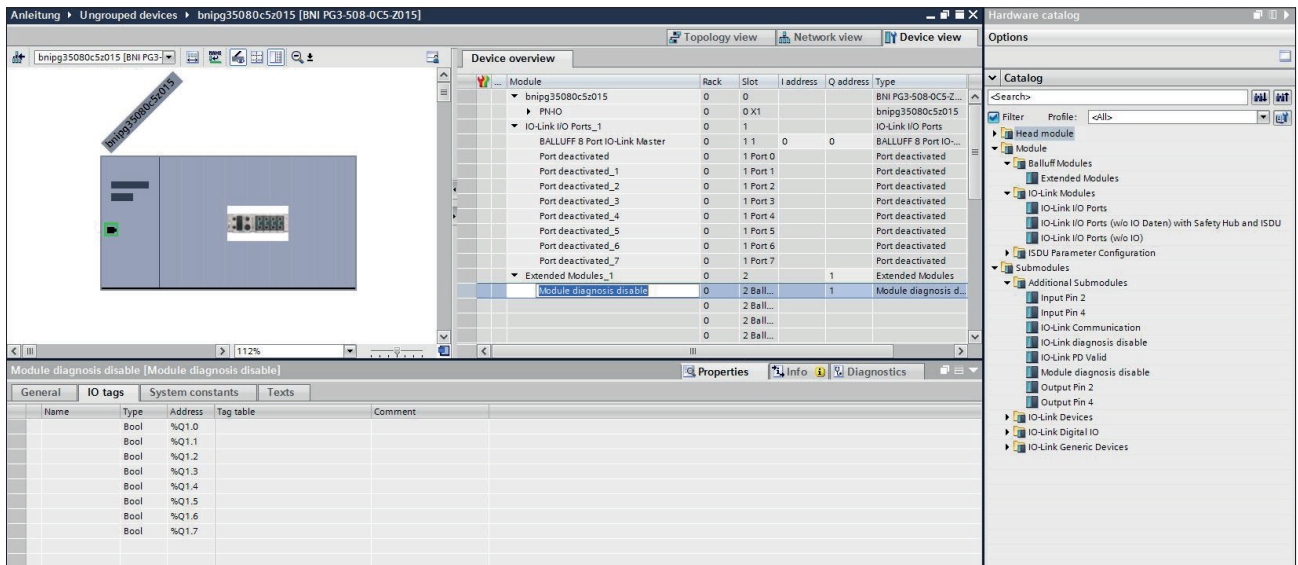 Anleitung ▸ Ungrouped devices ▸ bnipg35080c5z015 [BNI PG3-508-0C5-Z015]
Topology view Network view Device view
bnipg35080c5z015 [BNI PG3-
bnipg35080c5z015
112%
Device overview
... Module Rack Slot I address Q address Type
bnipg35080c5z015 0 0 BNI PG3-508-0C5-Z...
PN-IO 0 0 X1 bnipg35080c5z015
IO-Link I/O Ports_1 0 1 IO-Link I/O Ports
BALLUFF 8 Port IO-Link Master 0 1 1 0 0 BALLUFF 8 Port IO-...
Port deactivated 0 1 Port 0 Port deactivated
Port deactivated_1 0 1 Port 1 Port deactivated
Port deactivated_2 0 1 Port 2 Port deactivated
Port deactivated_3 0 1 Port 3 Port deactivated
Port deactivated_4 0 1 Port 4 Port deactivated
Port deactivated_5 0 1 Port 5 Port deactivated
Port deactivated_6 0 1 Port 6 Port deactivated
Port deactivated_7 0 1 Port 7 Port deactivated
Extended Modules_1 0 2 1 Extended Modules
Module diagnosis disable 0 2 Ball... 1 Module diagnosis d...
0 2 Ball...
0 2 Ball...
0 2 Ball...
Module diagnosis disable [Module diagnosis disable]
Properties Info Diagnostics
General IO tags System constants Texts
Name Type Address Tag table Comment
Bool %Q1.0
Bool %Q1.1
Bool %Q1.2
Bool %Q1.3
Bool %Q1.4
Bool %Q1.5
Bool %Q1.6
Bool %Q1.7
Hardware catalog
Options
Catalog
<Search>
Filter Profile: <All>
Head module
Module
Balluff Modules
Extended Modules
IO-Link Modules
IO-Link I/O Ports
IO-Link I/O Ports (w/o IO Daten) with Safety Hub and ISDU
IO-Link I/O Ports (w/o IO)
ISDU Parameter Configuration
Submodules
Additional Submodules
Input Pin 2
Input Pin 4
IO-Link Communication
IO-Link diagnosis disable
IO-Link PD Valid
Module diagnosis disable
Output Pin 2
Output Pin 4
IO-Link Devices
IO-Link Digital IO
IO-Link Generic Devices